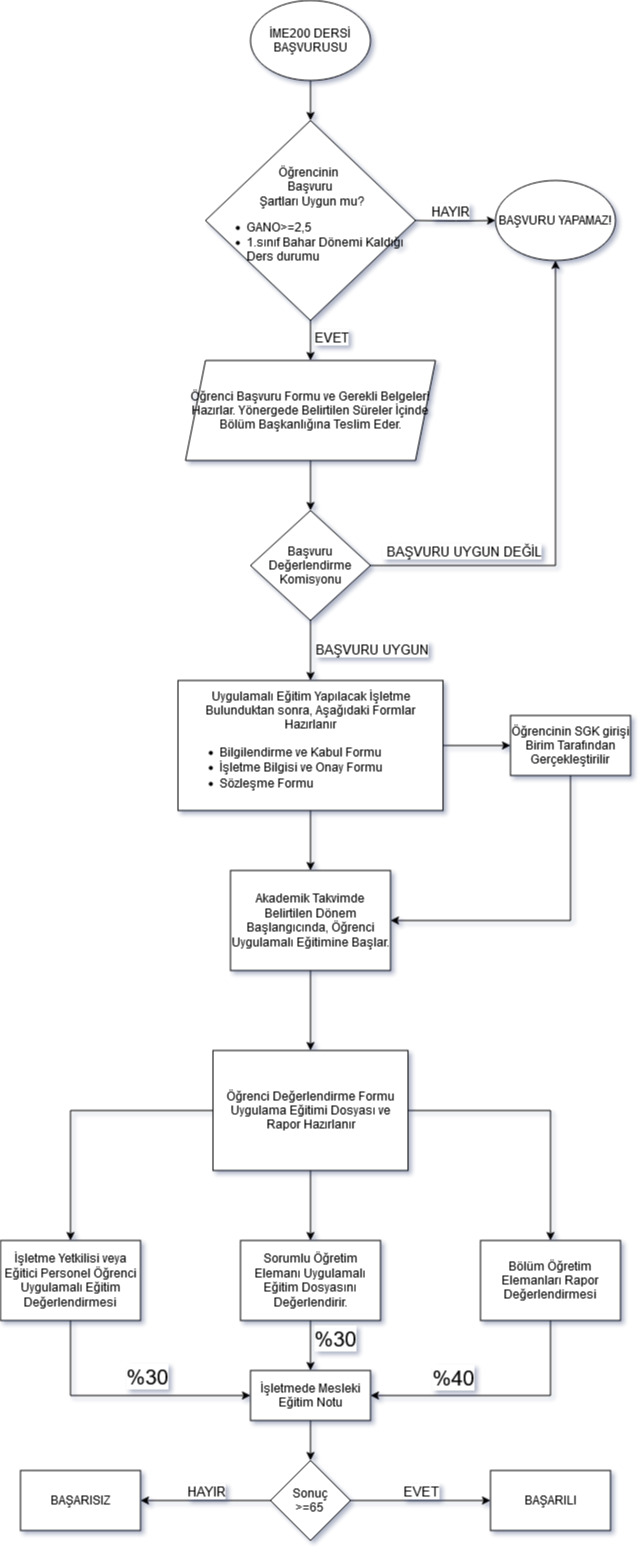 İME200 DERSİ
BAŞVURUSU
Öğrencinin
Başvuru
Şartları Uygun mu?
• GANO>=2,5
• 1.sınıf Bahar Dönemi Kaldığı
Ders durumu
HAYIR
BAŞVURU YAPAMAZ!
EVET
Öğrenci Başvuru Formu ve Gerekli Belgeleri
Hazırlar. Yönergede Belirtilen Süreler İçinde
Bölüm Başkanlığına Teslim Eder.
Başvuru
Değerlendirme
Komisyonu
BAŞVURU UYGUN DEĞİL
BAŞVURU UYGUN
Uygulamalı Eğitim Yapılacak İşletme
Bulunduktan sonra, Aşağıdaki Formlar
Hazırlanır
• Bilgilendirme ve Kabul Formu
• İşletme Bilgisi ve Onay Formu
• Sözleşme Formu
Öğrencinin SGK girişi
Birim Tarafından
Gerçekleştirilir
Akademik Takvimde
Belirtilen Dönem
Başlangıcında, Öğrenci
Uygulamalı Eğitimine Başlar.
Öğrenci Değerlendirme Formu
Uygulama Eğitimi Dosyası ve
Rapor Hazırlanır
İşletme Yetkilisi veya
Eğitici Personel Öğrenci
Uygulamalı Eğitim
Değerlendirmesi
Sorumlu Öğretim
Elemanı Uygulamalı
Eğitim Dosyasını
Değerlendirir.
Bölüm Öğretim
Elemanları Rapor
Değerlendirmesi
%30
%30
%40
İşletmede Mesleki
Eğitim Notu
Sonuç
>=65
HAYIR
BAŞARISIZ
EVET
BAŞARILI